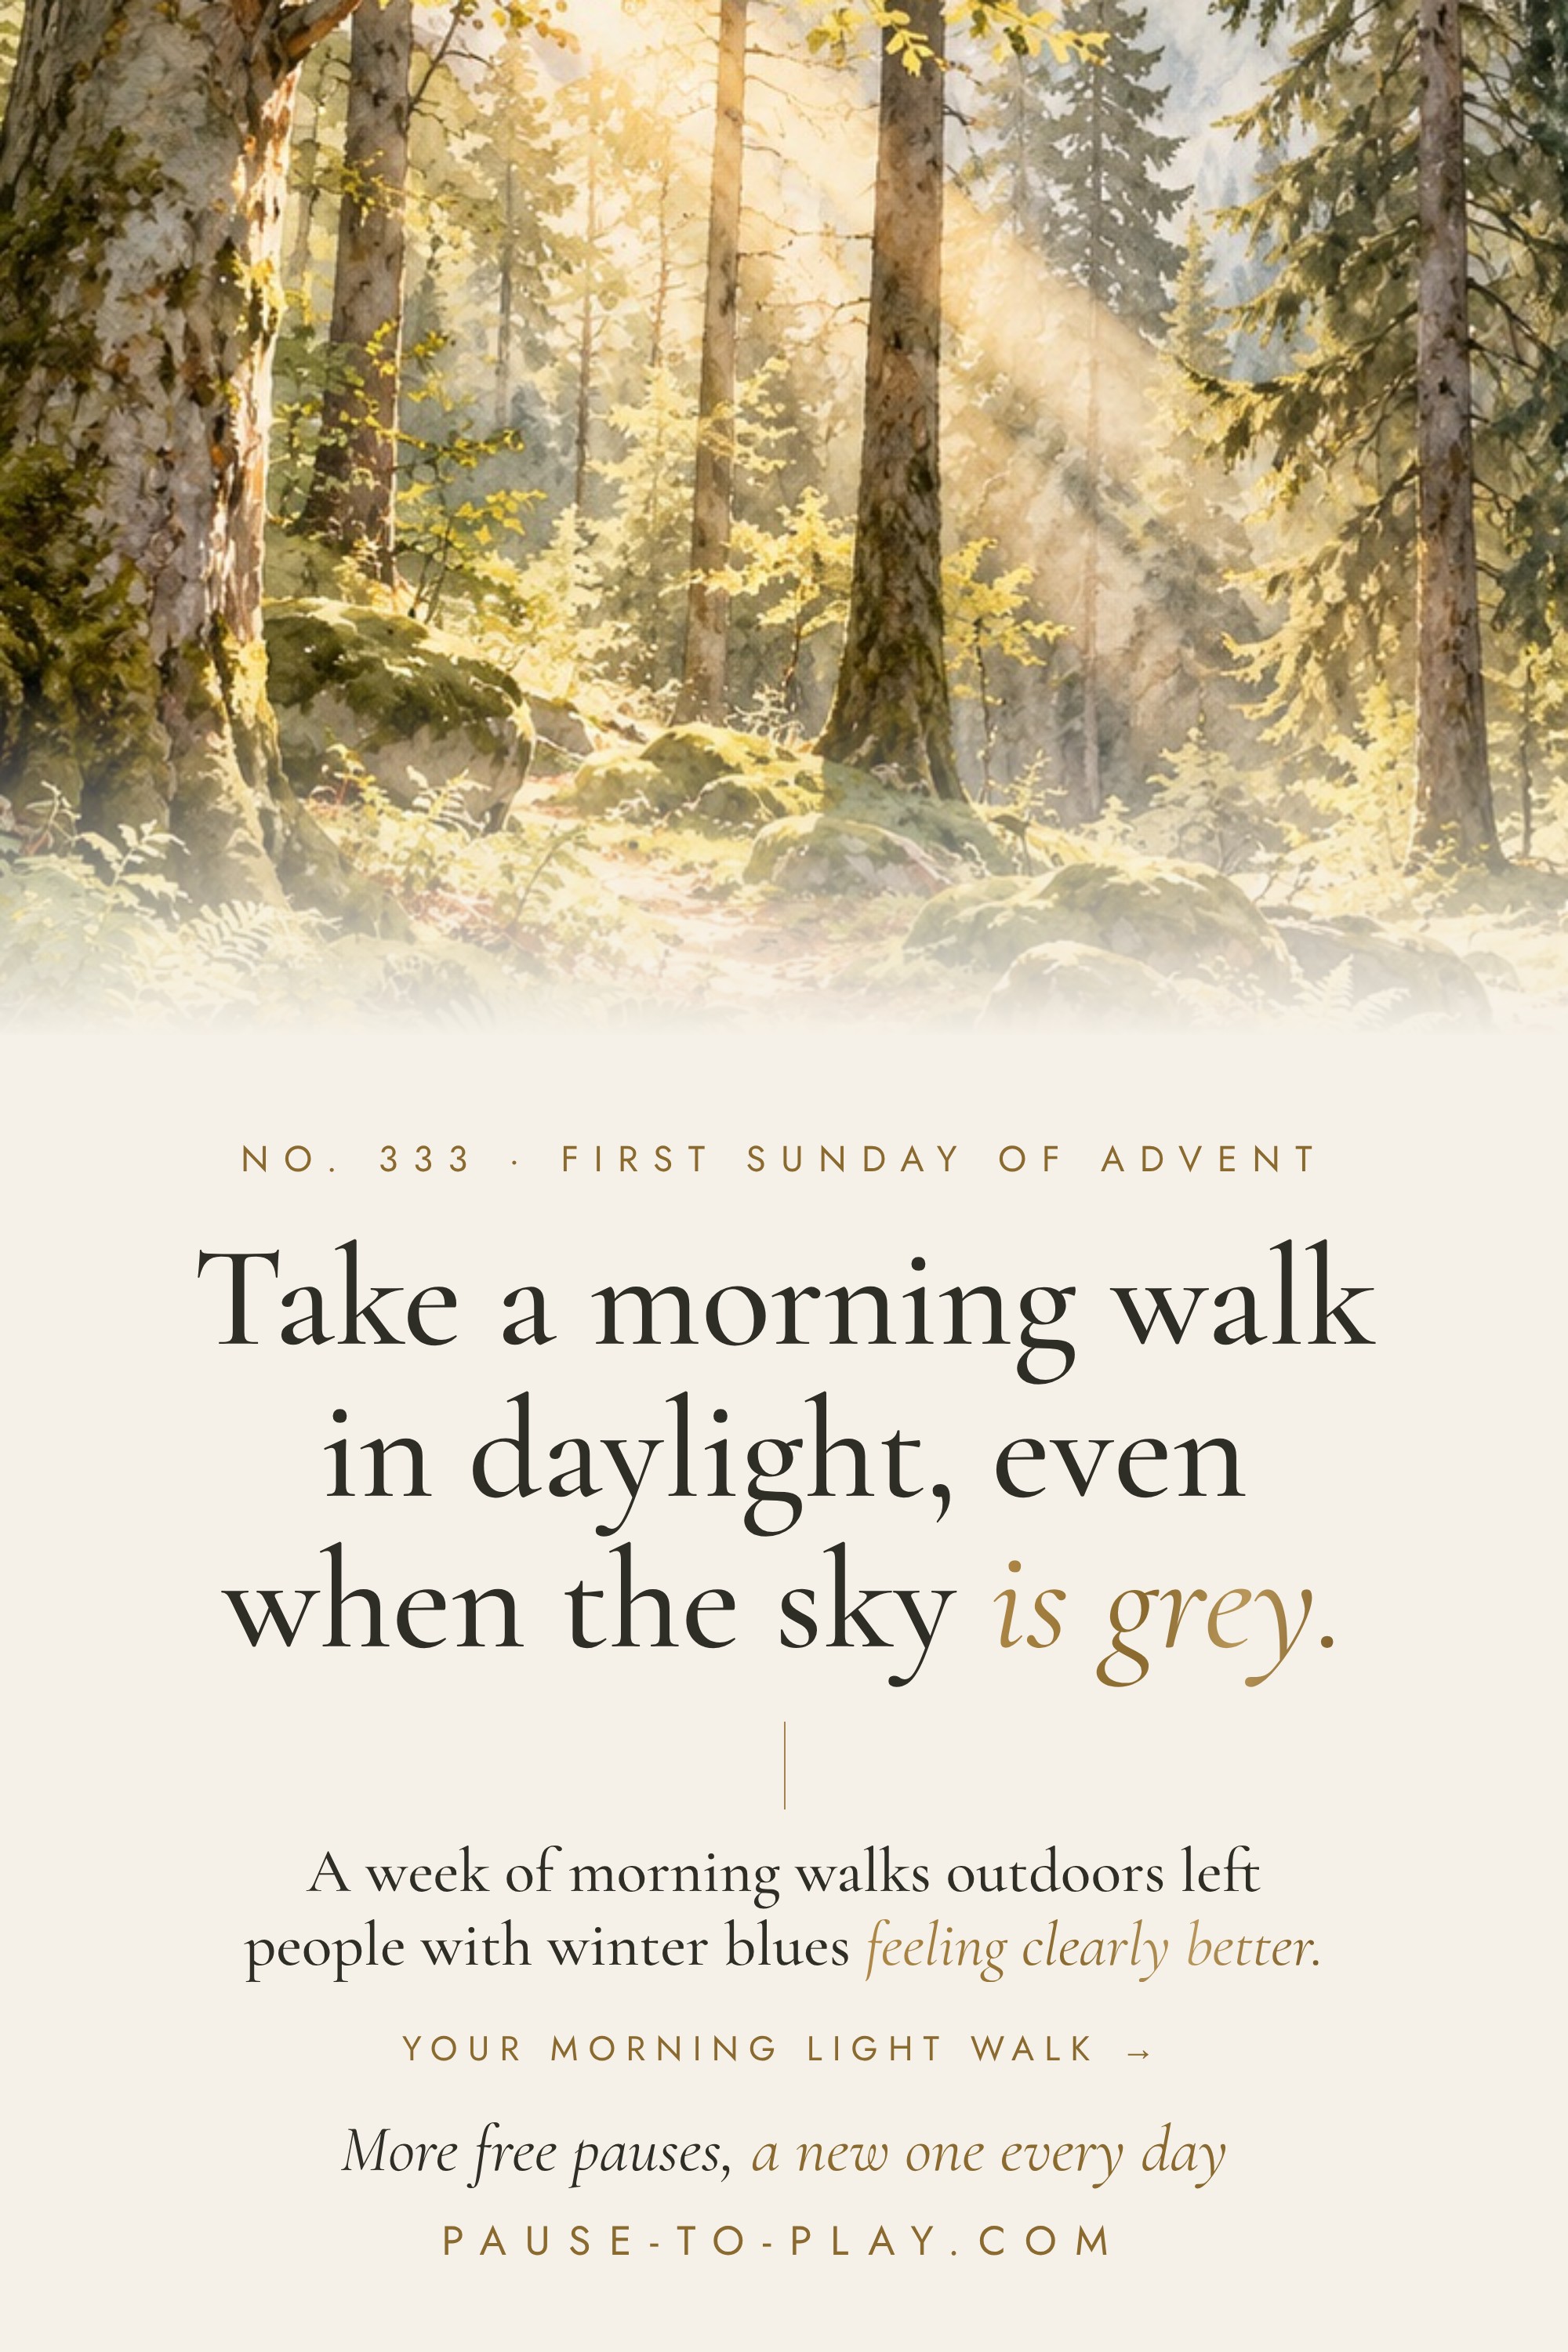 NO. 333 · FIRST SUNDAY OF ADVENT
Take a morning walk
in daylight, even
when the sky is grey.
A week of morning walks outdoors left
people with winter blues feeling clearly better.
YOUR MORNING LIGHT WALK →
More free pauses, a new one every day
PAUSE-TO-PLAY.COM